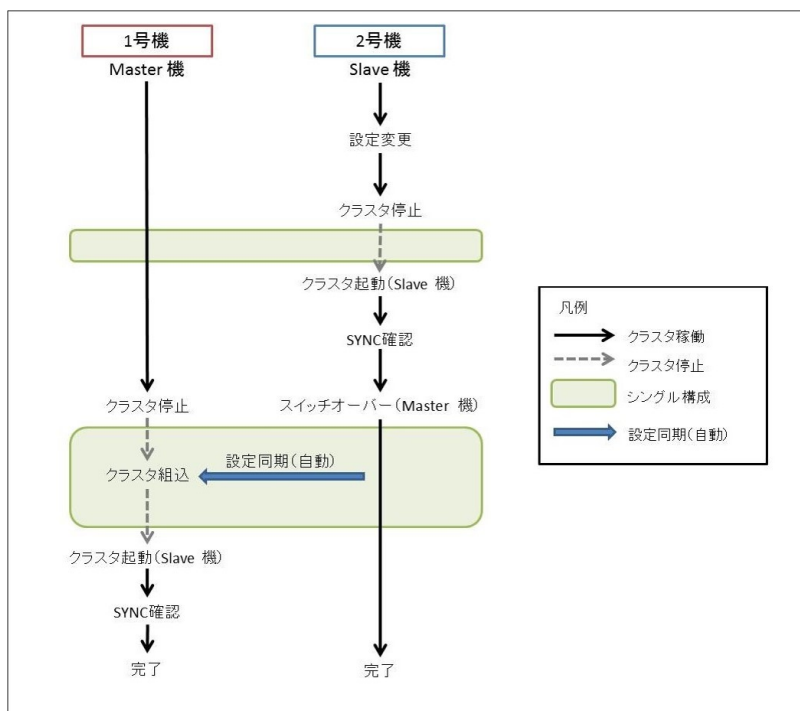 1号機
2号機
Master 機
Slave 機
設定変更
クラスタ停止
クラスタ起動(Slave 機)
SYNC確認
クラスタ停止
スイッチオーバー(Master 機)
設定同期(自動)
クラスタ組込
クラスタ起動(Slave 機)
SYNC確認
完了
完了
凡例
クラスタ稼働
クラスタ停止
シングル構成
設定同期(自動)